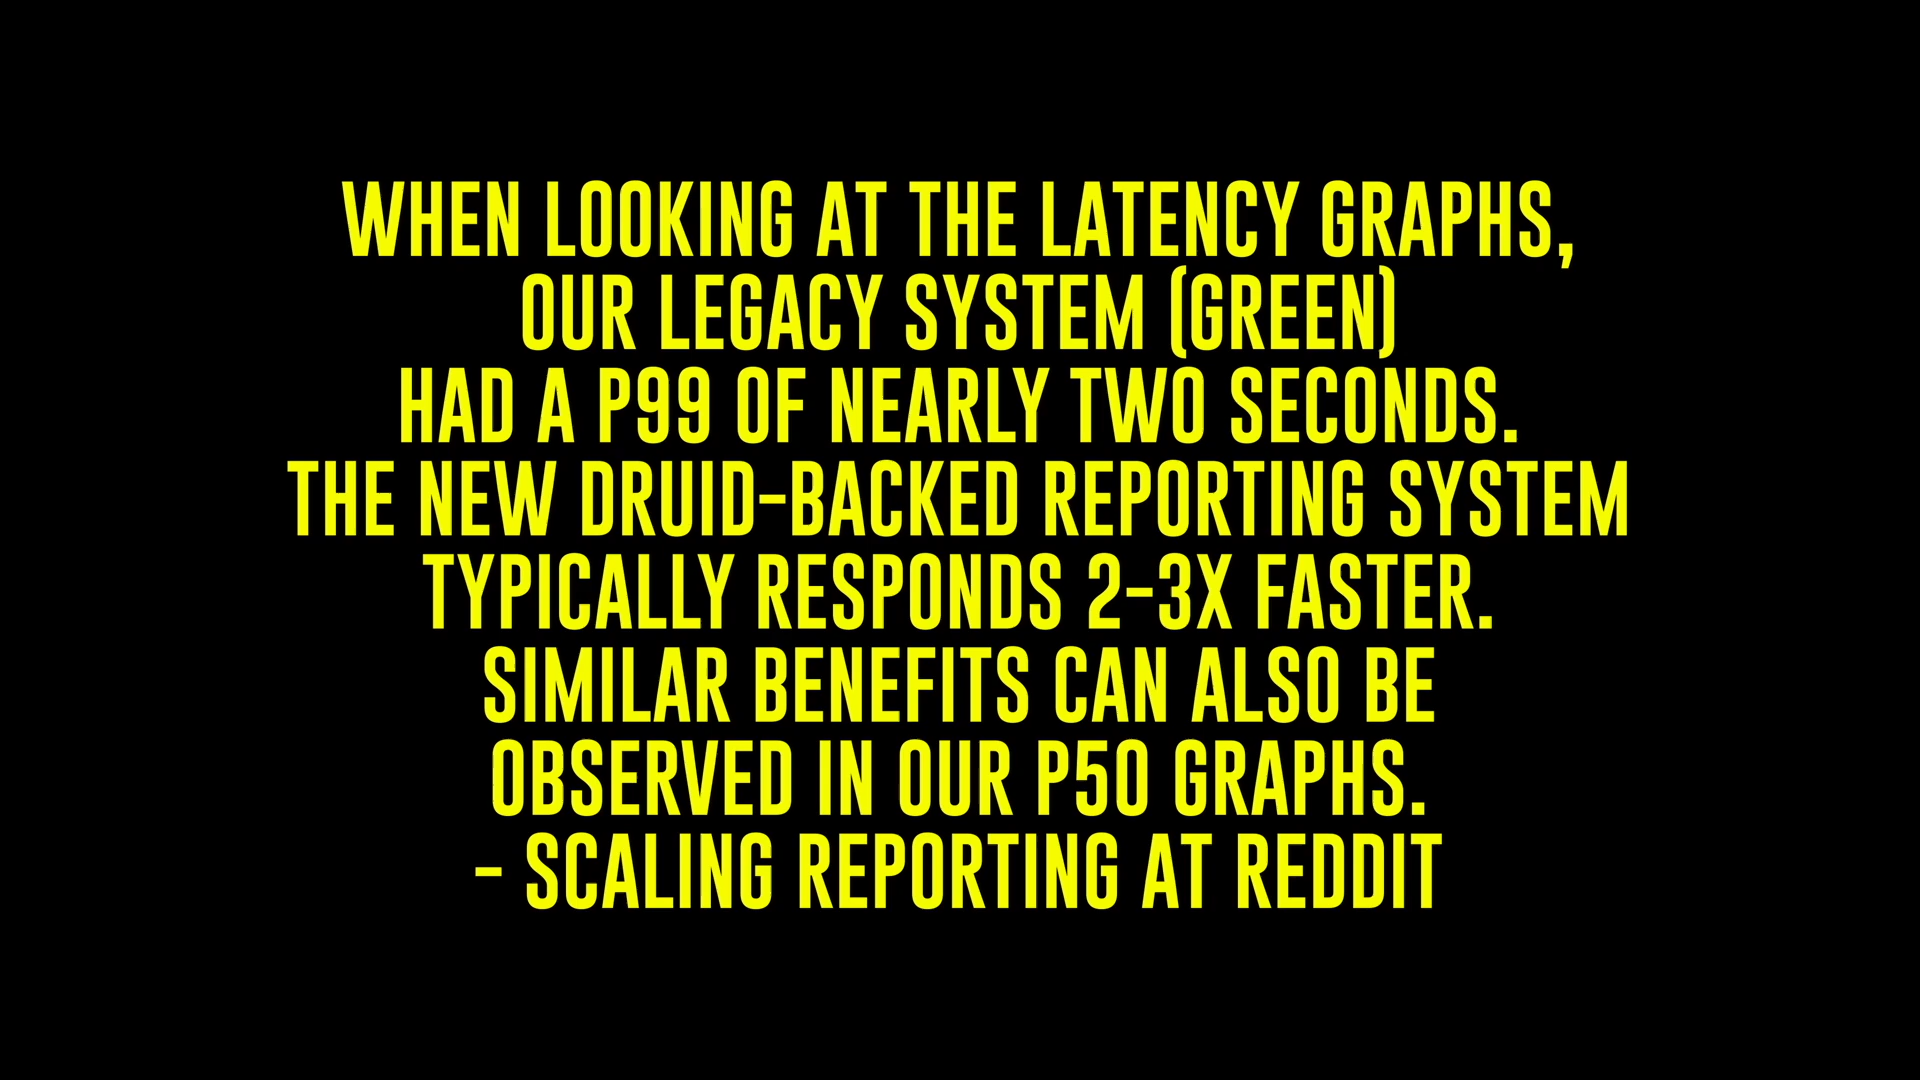 WHEN LOOKING AT THE LATENCY GRAPHS,
OUR LEGACY SYSTEM (GREEN)
HAD A P99 OF NEARLY TWO SECONDS.
THE NEW DRUID-BACKED REPORTING SYSTEM
TYPICALLY RESPONDS 2-3X FASTER.
SIMILAR BENEFITS CAN ALSO BE
OBSERVED IN OUR P50 GRAPHS.
- SCALING REPORTING AT REDDIT